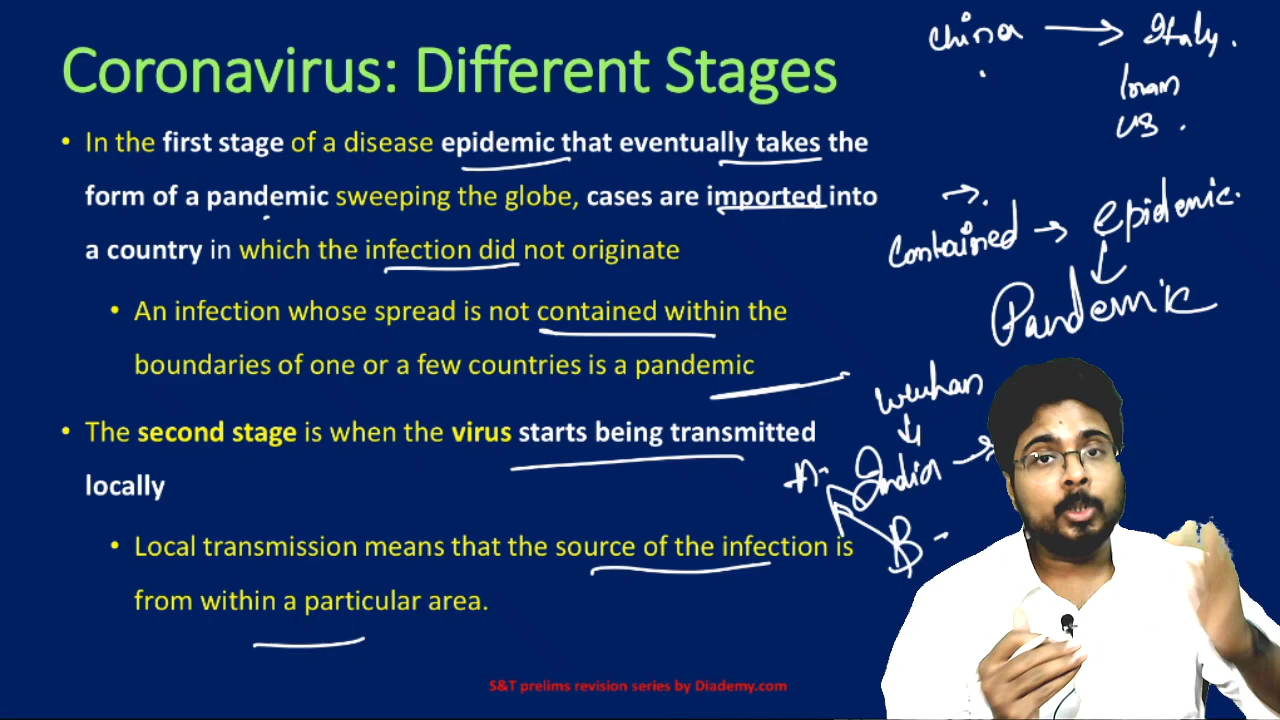 Coronavirus: Different Stages
• In the first stage of a disease epidemic that eventually takes the
form of a pandemic sweeping the globe, cases are imported into
a country in which the infection did not originate
• An infection whose spread is not contained within the
boundaries of one or a few countries is a pandemic
• The second stage is when the virus starts being transmitted
locally
• Local transmission means that the source of the infection is
from within a particular area.
China → Italy.
Iran
US.
Contained → epidemic.
Pandemic
wuhan
India
B
S&T prelims revision series by Diademy.com